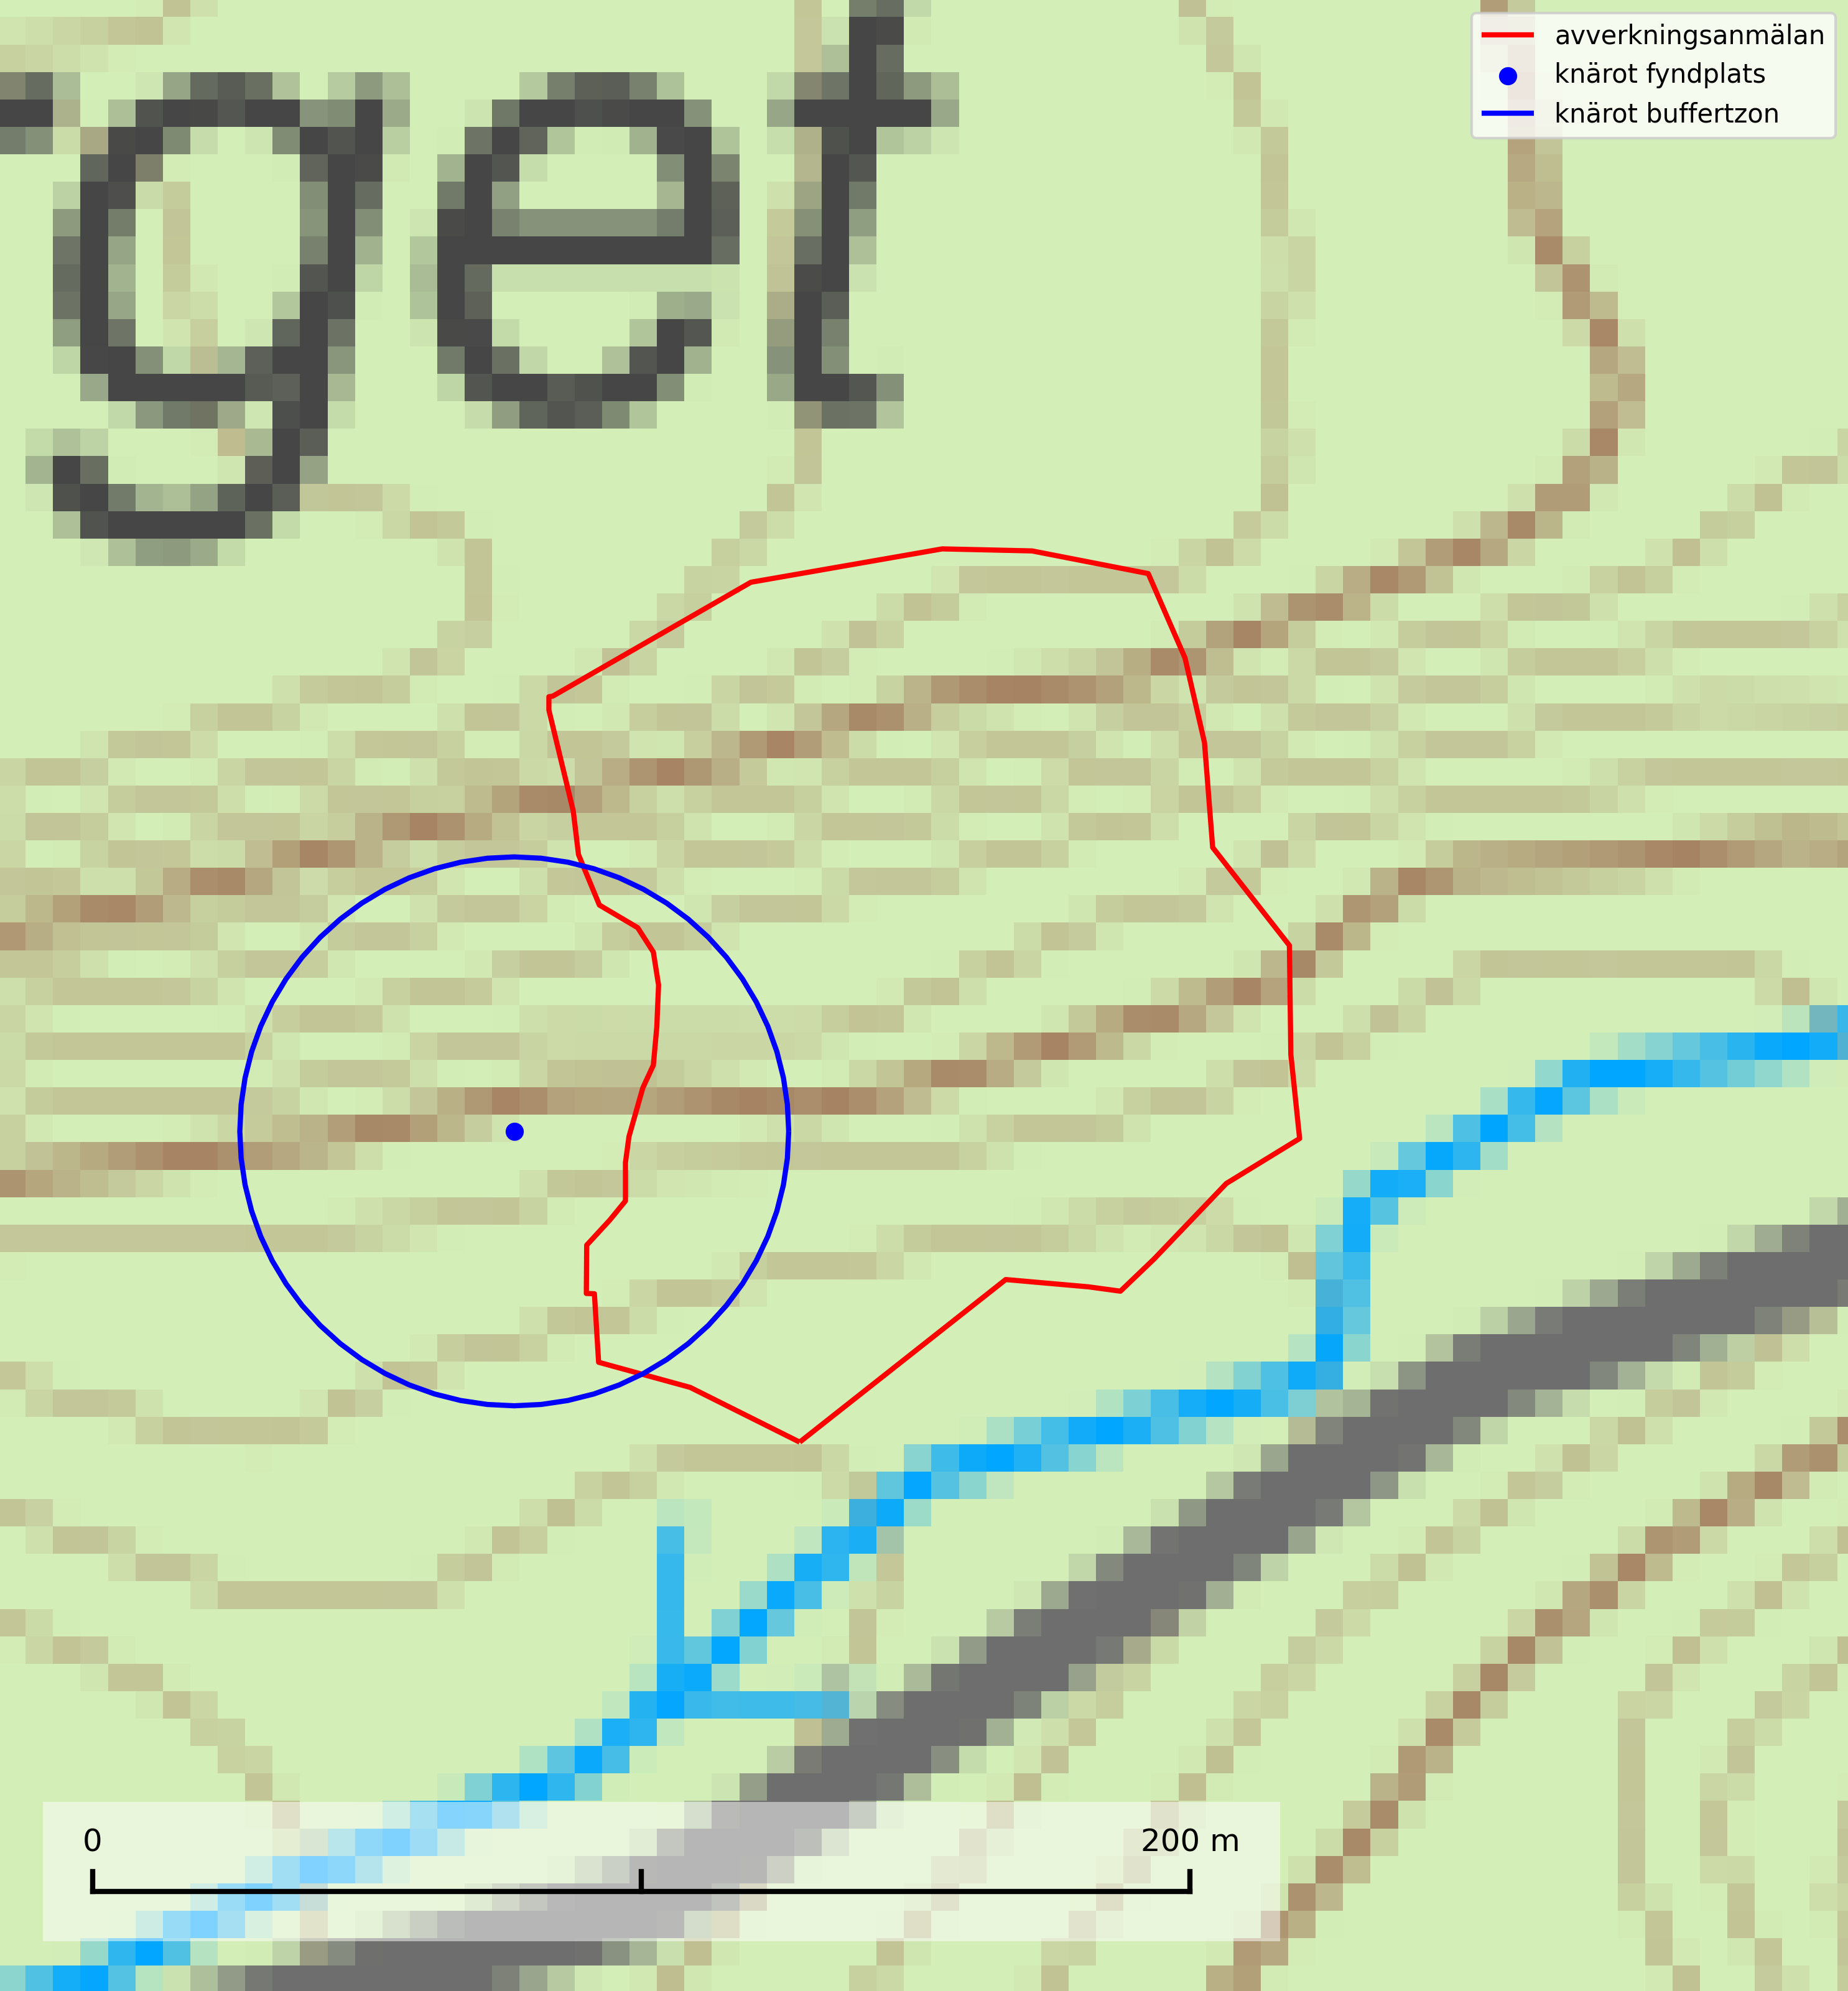 get
avverkningsanmälan
knärot fyndplats
knärot buffertzon
0 200 m